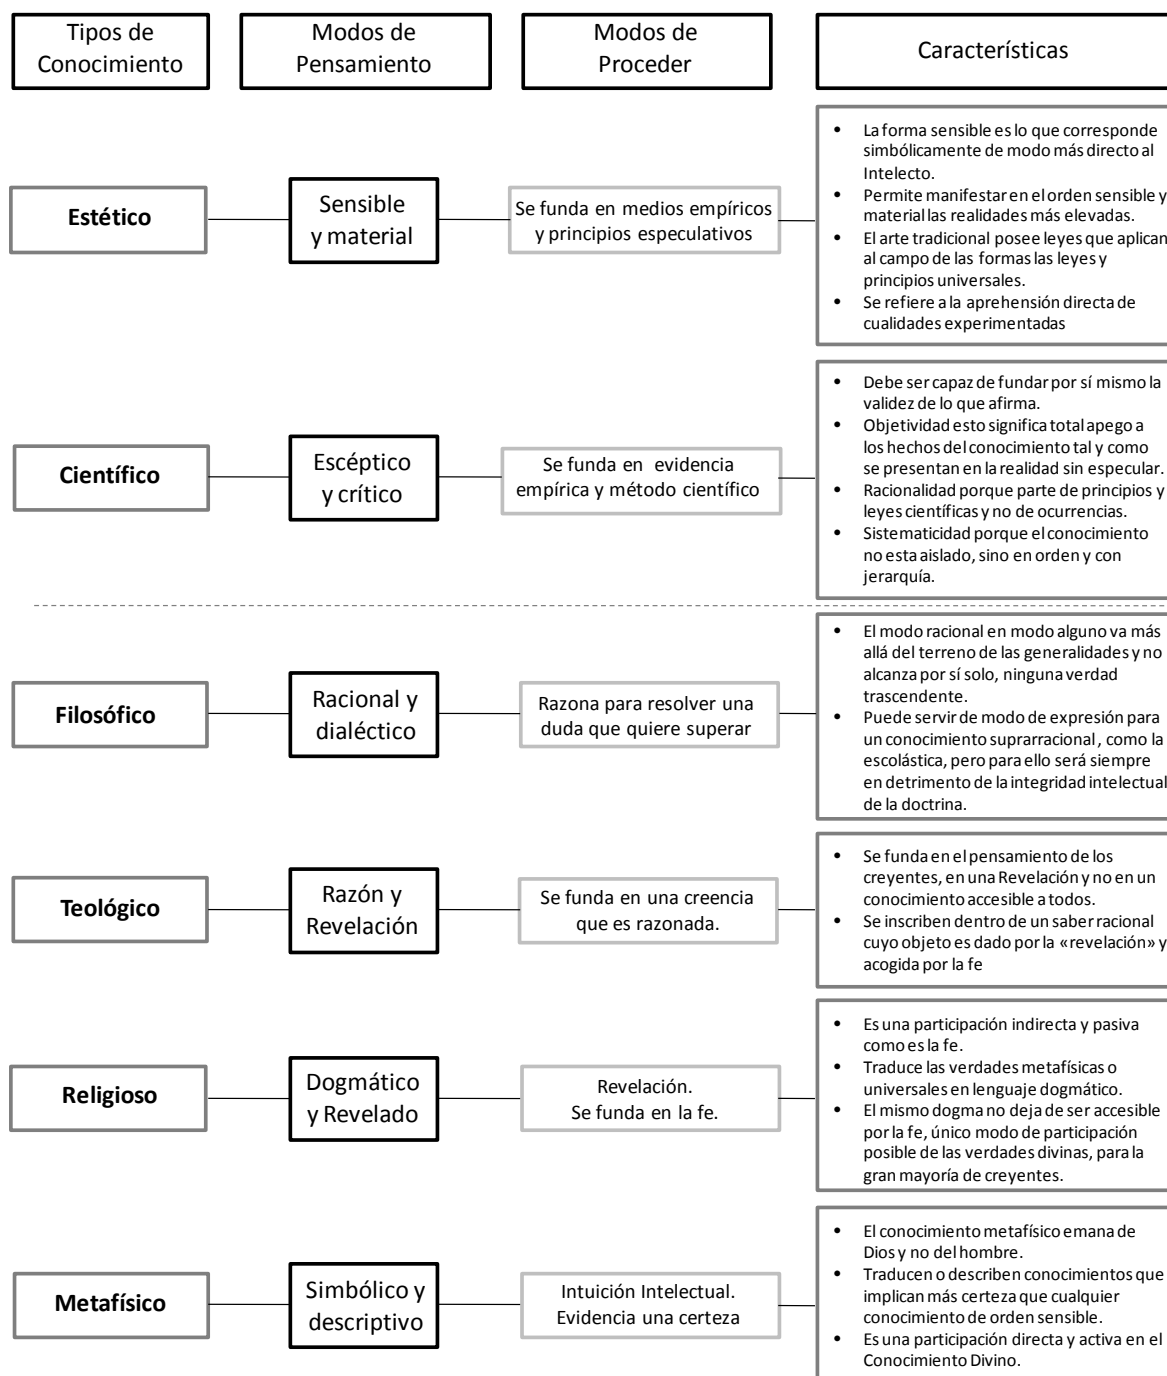 Tipos de
Conocimiento
Modos de
Pensamiento
Modos de
Proceder
Características
Estético
Sensible
y material
Se funda en medios empíricos
y principios especulativos
• La forma sensible es lo que corresponde
simbólicamente de modo más directo al
Intelecto.
• Permite manifestar en el orden sensible y
material las realidades más elevadas.
• El arte tradicional posee leyes que aplican
al campo de las formas las leyes y
principios universales.
• Se refiere a la aprehensión directa de
cualidades experimentadas
Científico
Escéptico
y crítico
Se funda en evidencia
empírica y método científico
• Debe ser capaz de fundar por sí mismo la
validez de lo que afirma.
• Objetividad esto significa total apego a
los hechos del conocimiento tal y como
se presentan en la realidad sin especular.
• Racionalidad porque parte de principios y
leyes científicas y no de ocurrencias.
• Sistematicidad porque el conocimiento
no esta aislado, sino en orden y con
jerarquía.
Filosófico
Racional y
dialéctico
Razona para resolver una
duda que quiere superar
• El modo racional en modo alguno va más
allá del terreno de las generalidades y no
alcanza por sí solo, ninguna verdad
trascendente.
• Puede servir de modo de expresión para
un conocimiento suprarracional , como la
escolástica, pero para ello será siempre
en detrimento de la integridad intelectual
de la doctrina.
Teológico
Razón y
Revelación
Se funda en una creencia
que es razonada.
• Se funda en el pensamiento de los
creyentes, en una Revelación y no en un
conocimiento accesible a todos.
• Se inscriben dentro de un saber racional
cuyo objeto es dado por la «revelación» y
acogida por la fe
Religioso
Dogmático
y Revelado
Revelación.
Se funda en la fe.
• Es una participación indirecta y pasiva
como es la fe.
• Traduce las verdades metafísicas o
universales en lenguaje dogmático.
• El mismo dogma no deja de ser accesible
por la fe, único modo de participación
posible de las verdades divinas, para la
gran mayoría de creyentes.
Metafísico
Simbólico y
descriptivo
Intuición Intelectual.
Evidencia una certeza
• El conocimiento metafísico emana de
Dios y no del hombre.
• Traducen o describen conocimientos que
implican más certeza que cualquier
conocimiento de orden sensible.
• Es una participación directa y activa en el
Conocimiento Divino.